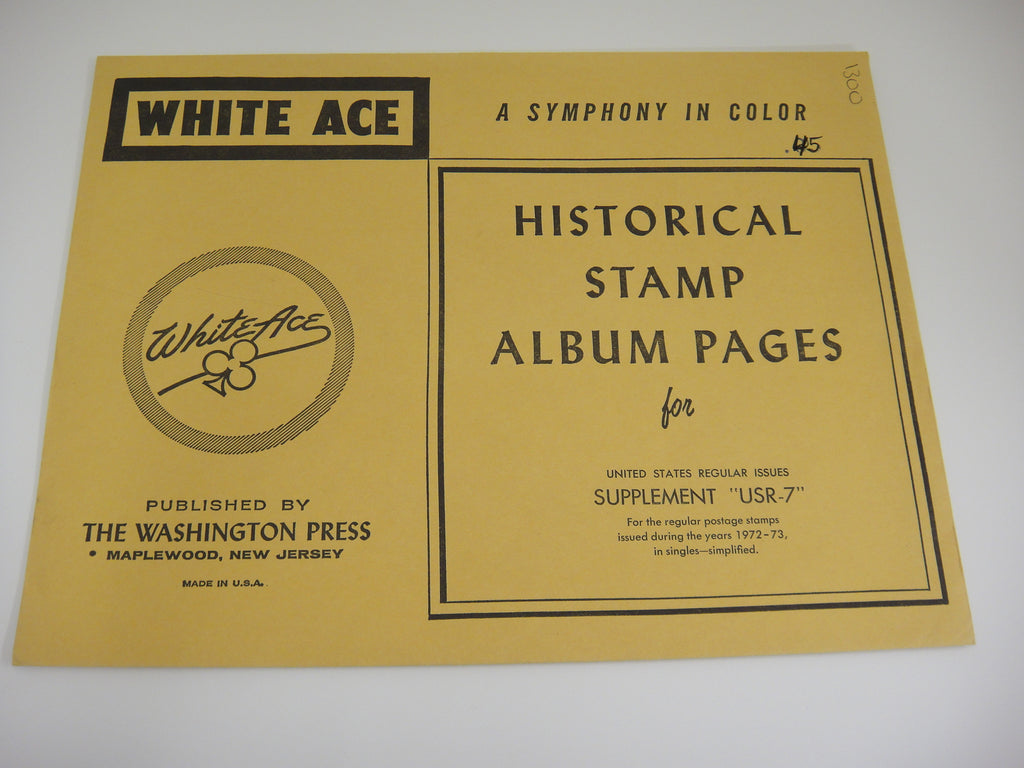 WHITE ACE
A SYMPHONY IN COLOR
1300
.45
HISTORICAL
STAMP
ALBUM PAGES
for
UNITED STATES REGULAR ISSUES
SUPPLEMENT "USR-7"
For the regular postage stamps
issued during the years 1972-73,
in singles—simplified.
White Ace
PUBLISHED BY
THE WASHINGTON PRESS
• MAPLEWOOD, NEW JERSEY
MADE IN U.S.A.